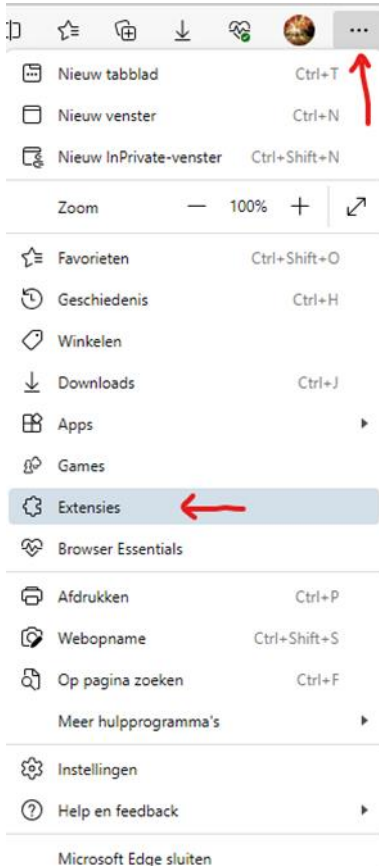 Nieuw tabblad Ctrl+T
Nieuw venster Ctrl+N
Nieuw InPrivate-venster Ctrl+Shift+N
Zoom — 100% +
Favorieten Ctrl+Shift+O
Geschiedenis Ctrl+H
Winkelen
Downloads Ctrl+J
Apps
Games
Extensies
Browser Essentials
Afdrukken Ctrl+P
Webopname Ctrl+Shift+S
Op pagina zoeken Ctrl+F
Meer hulpprogramma's
Instellingen
Help en feedback
Microsoft Edge sluiten